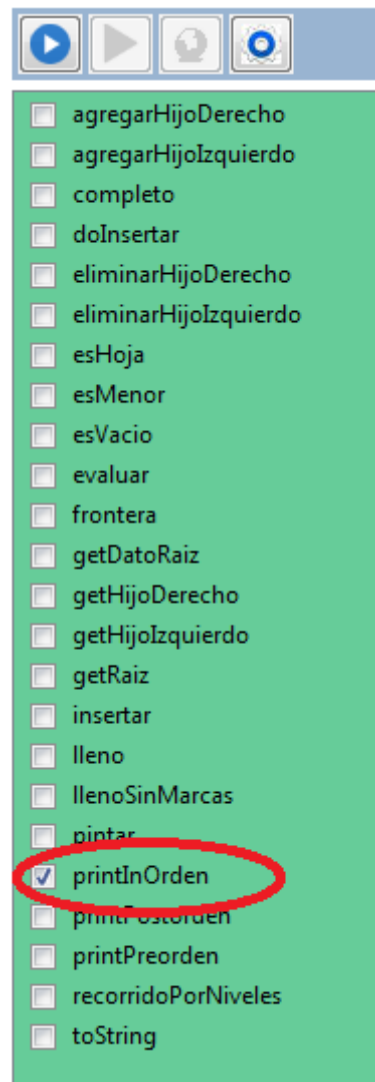 agregarHijoDerecho
agregarHijoIzquierdo
completo
doInsertar
eliminarHijoDerecho
eliminarHijoIzquierdo
esHoja
esMenor
esVacio
evaluar
frontera
getDatoRaiz
getHijoDerecho
getHijoIzquierdo
getRaiz
insertar
lleno
llenoSinMarcas
pintar
printInOrden
printPostorden
printPreorden
recorridoPorNiveles
toString